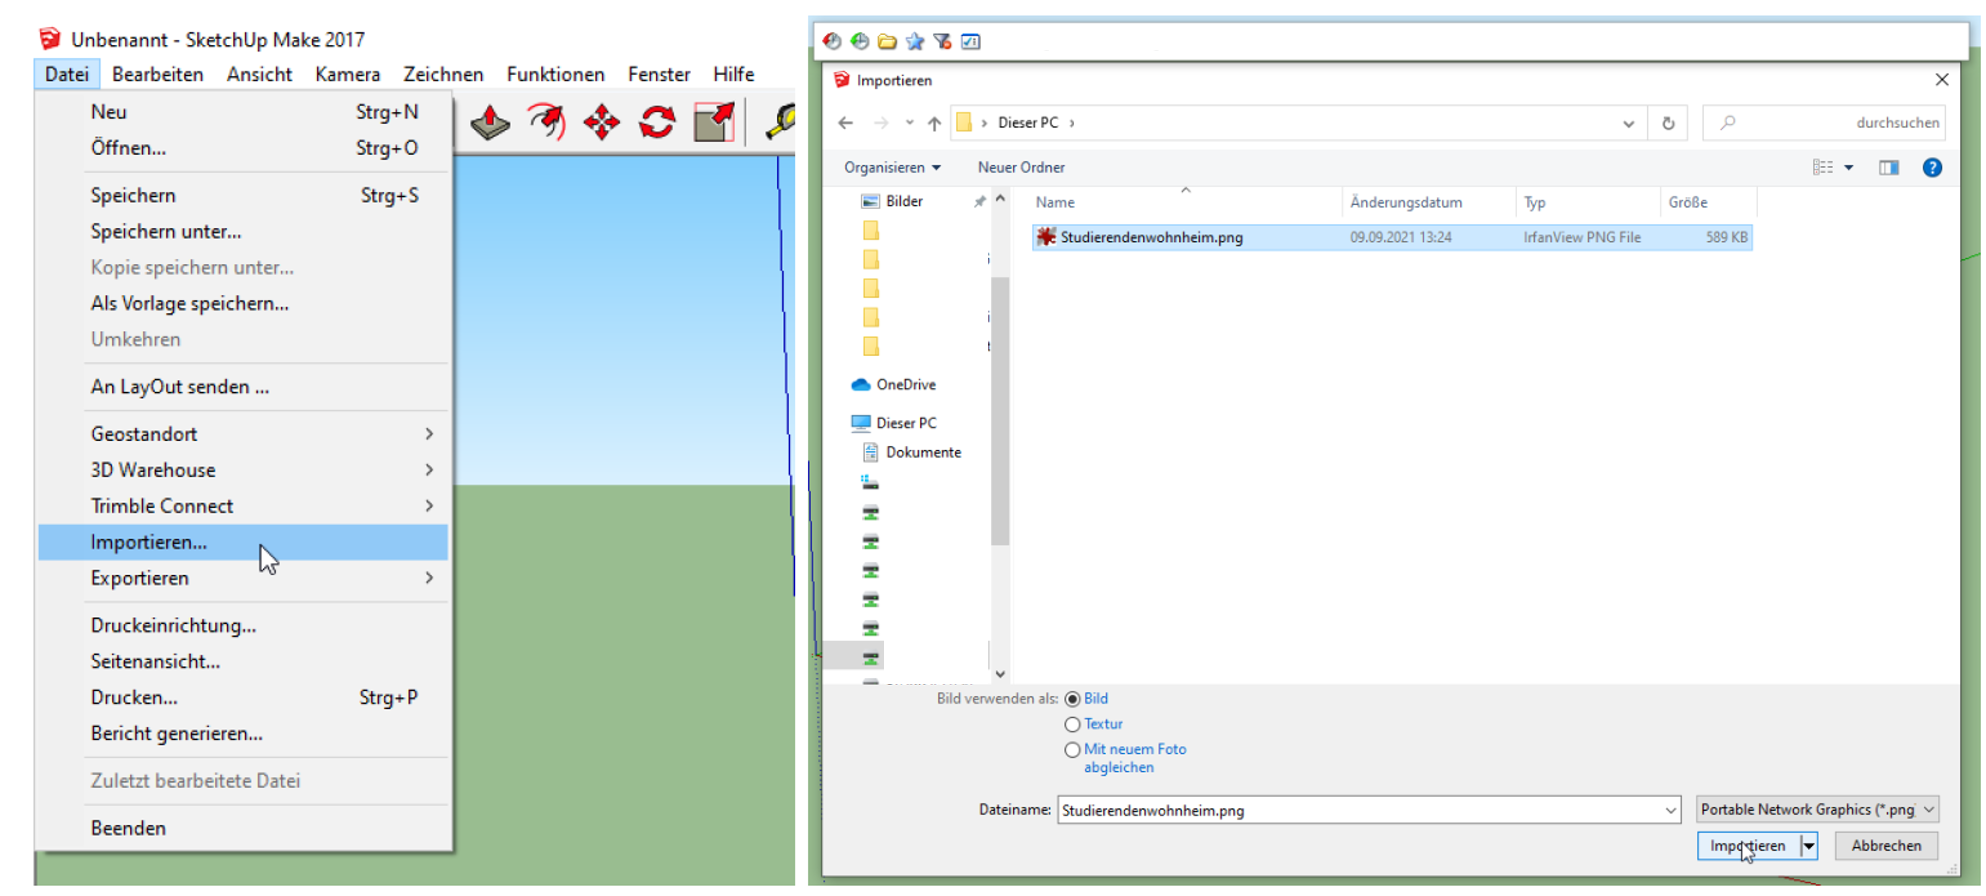 Unbenannt - SketchUp Make 2017
Datei Bearbeiten Ansicht Kamera Zeichnen Funktionen Fenster Hilfe
Neu Strg+N
Öffnen... Strg+O
Speichern Strg+S
Speichern unter...
Kopie speichern unter...
Als Vorlage speichern...
Umkehren
An LayOut senden ...
Geostandort
3D Warehouse
Trimble Connect
Importieren...
Exportieren
Druckeinrichtung...
Seitenansicht...
Drucken... Strg+P
Bericht generieren...
Zuletzt bearbeitete Datei
Beenden
Importieren
Dieser PC
durchsuchen
Organisieren Neuer Ordner
Bilder
Name Änderungsdatum Typ Größe
Studierendenwohnheim.png 09.09.2021 13:24 IrfanView PNG File 589 KB
OneDrive
Dieser PC
Dokumente
Bild verwenden als: Bild
Textur
Mit neuem Foto
abgleichen
Dateiname: Studierendenwohnheim.png Portable Network Graphics (*.png
Importieren Abbrechen